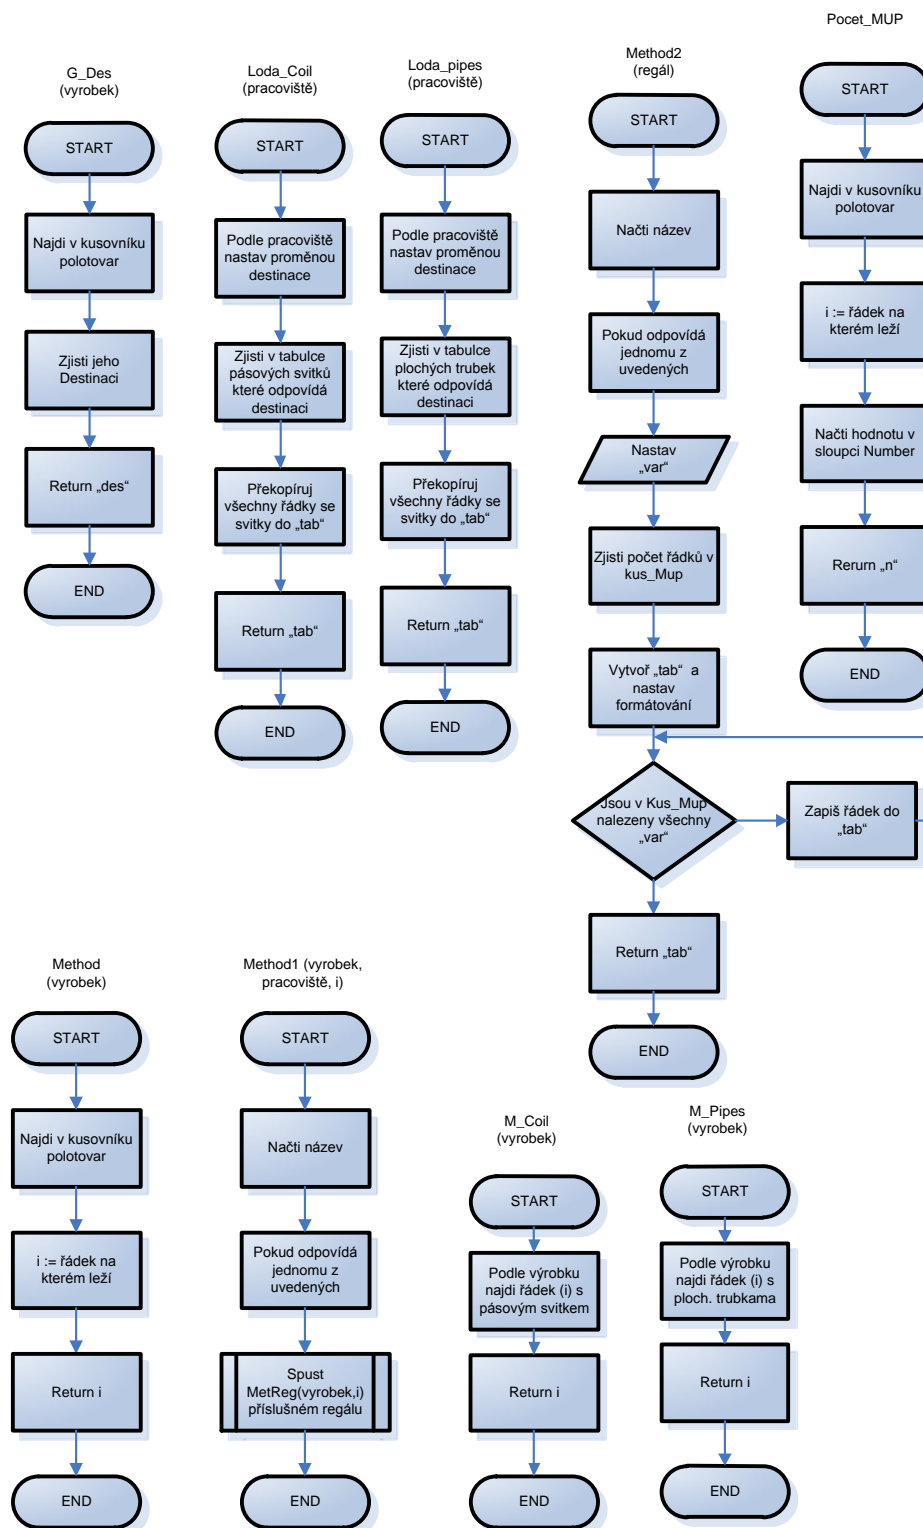 G_Des
(vyrobek)
START
Najdi v kusovníku
polotovar
Zjisti jeho
Destinaci
Return „des“
END
Loda_Coil
(pracoviště)
START
Podle pracoviště
nastav proměnou
destinace
Zjisti v tabulce
pásových svitků
které odpovídá
destinaci
Překopíruj
všechny řádky se
svitky do „tab“
Return „tab“
END
Loda_pipes
(pracoviště)
START
Podle pracoviště
nastav proměnou
destinace
Zjisti v tabulce
plochých trubek
které odpovídá
destinaci
Překopíruj
všechny řádky se
svitky do „tab“
Return „tab“
END
Method2
(regál)
START
Načti název
Pokud odpovídá
jednomu z
uvedených
Nastav
„var“
Zjisti počet řádků v
kus_Mup
Vytvoř „tab“ a
nastav
formátování
Jsou v Kus_Mup
nalezeny všechny
„var“
Zapiš řádek do
„tab“
Return „tab“
END
Pocet_MUP
START
Najdi v kusovníku
polotovar
i := řádek na
kterém leží
Načti hodnotu v
sloupci Number
Rerurn „n“
END
Method
(vyrobek)
START
Najdi v kusovníku
polotovar
i := řádek na
kterém leží
Return i
END
Method1 (vyrobek,
pracoviště, i)
START
Načti název
Pokud odpovídá
jednomu z
uvedených
Spust
MetReg(vyrobek,i)
příslušném regálu
END
M_Coil
(vyrobek)
START
Podle výrobku
najdi řádek (i) s
pásovým svitkem
Return i
END
M_Pipes
(vyrobek)
START
Podle výrobku
najdi řádek (i) s
ploch. trubkama
Return i
END